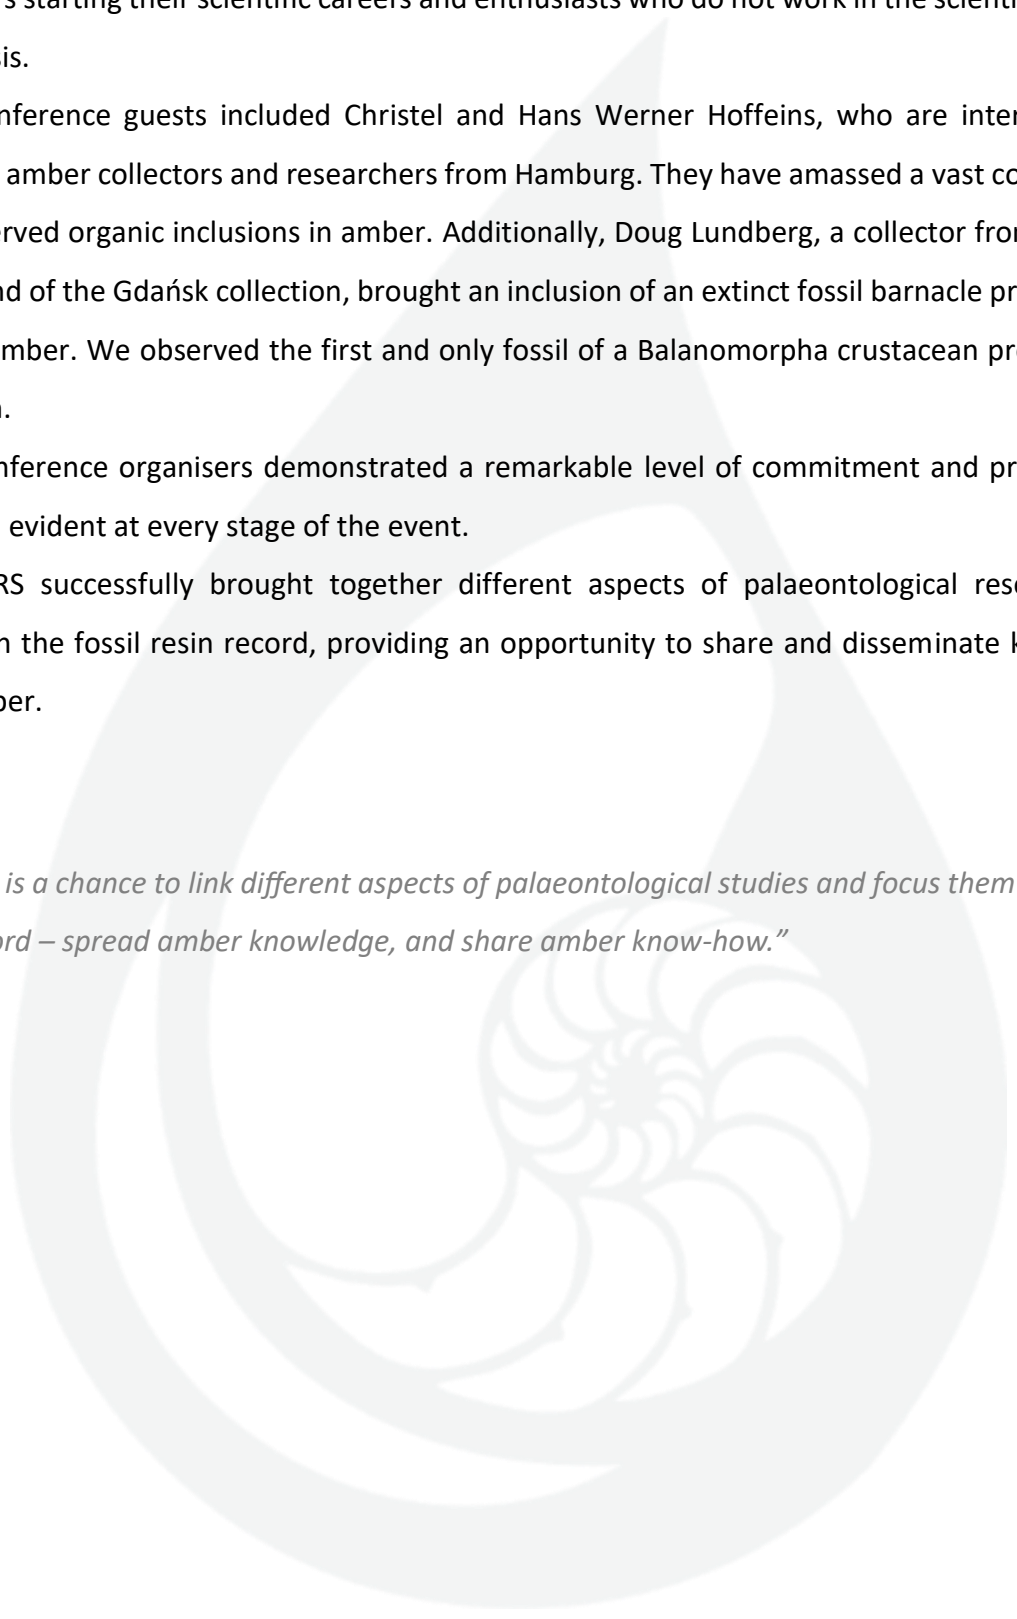 starting their scientific careers and enthusiasts who do not work in the
sis.
nference guests included Christel and Hans Werner Hoffeins, who are inter
amber collectors and researchers from Hamburg. They have amassed a vast co
erved organic inclusions in amber. Additionally, Doug Lundberg, a collector fro
nd of the Gdańsk collection, brought an inclusion of an extinct fossil barnacle pr
mber. We observed the first and only fossil of a Balanomorpha crustacean pr
nference organisers demonstrated a remarkable level of commitment and pr
evident at every stage of the event.
RS successfully brought together different aspects of palaeontological res
n the fossil resin record, providing an opportunity to share and disseminate k
ber.
is a chance to link different aspects of palaeontological studies and focus them
ord – spread amber knowledge, and share amber know-how.”